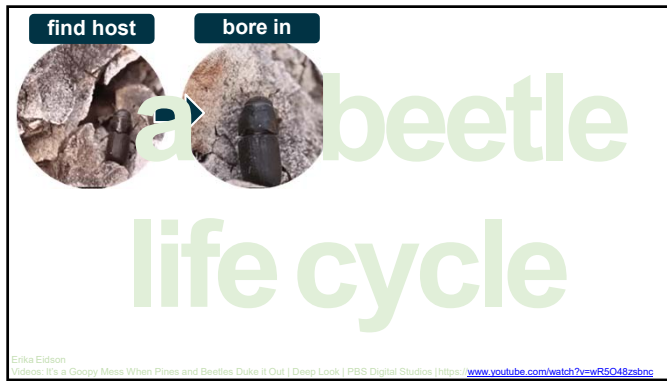 find host
bore in
a beetle
life cycle
Erika Eidson
Videos: It's a Goopy Mess When Pines and Beetles Duke it Out | Deep Look | PBS Digital Studios |https://www.youtube.com/watch?v=wR5O48zsbnc